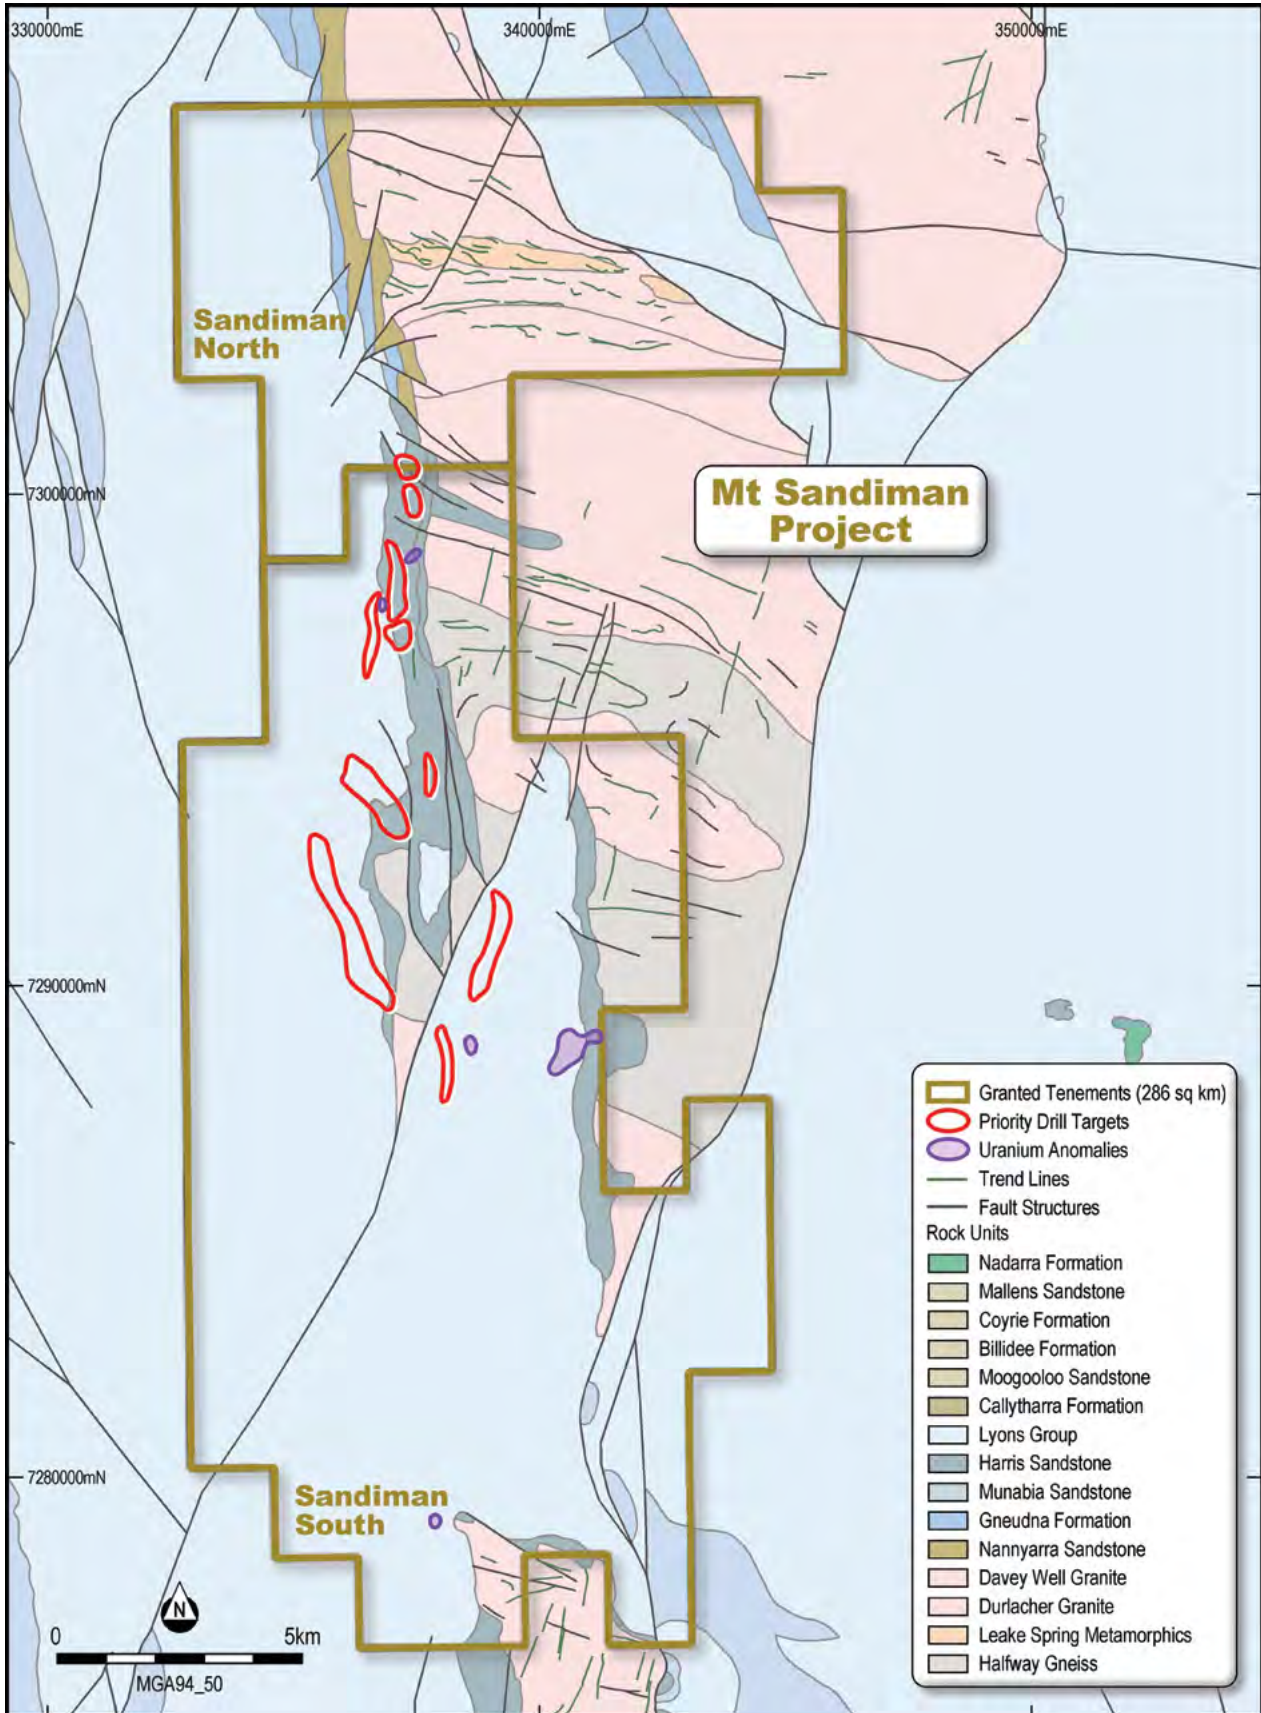 330000mE
340000mE
350000mE
Sandiman
North
7300000mN
Mt Sandiman
Project
7290000mN
7280000mN
Sandiman
South
N
0
5km
MGA94_50
Granted Tenements (286 sq km)
Priority Drill Targets
Uranium Anomalies
Trend Lines
Fault Structures
Rock Units
Nadarra Formation
Mallens Sandstone
Coyrie Formation
Billidee Formation
Moogooloo Sandstone
Callytharra Formation
Lyons Group
Harris Sandstone
Munabia Sandstone
Gneudna Formation
Nannyarra Sandstone
Davey Well Granite
Durlacher Granite
Leake Spring Metamorphics
Halfway Gneiss